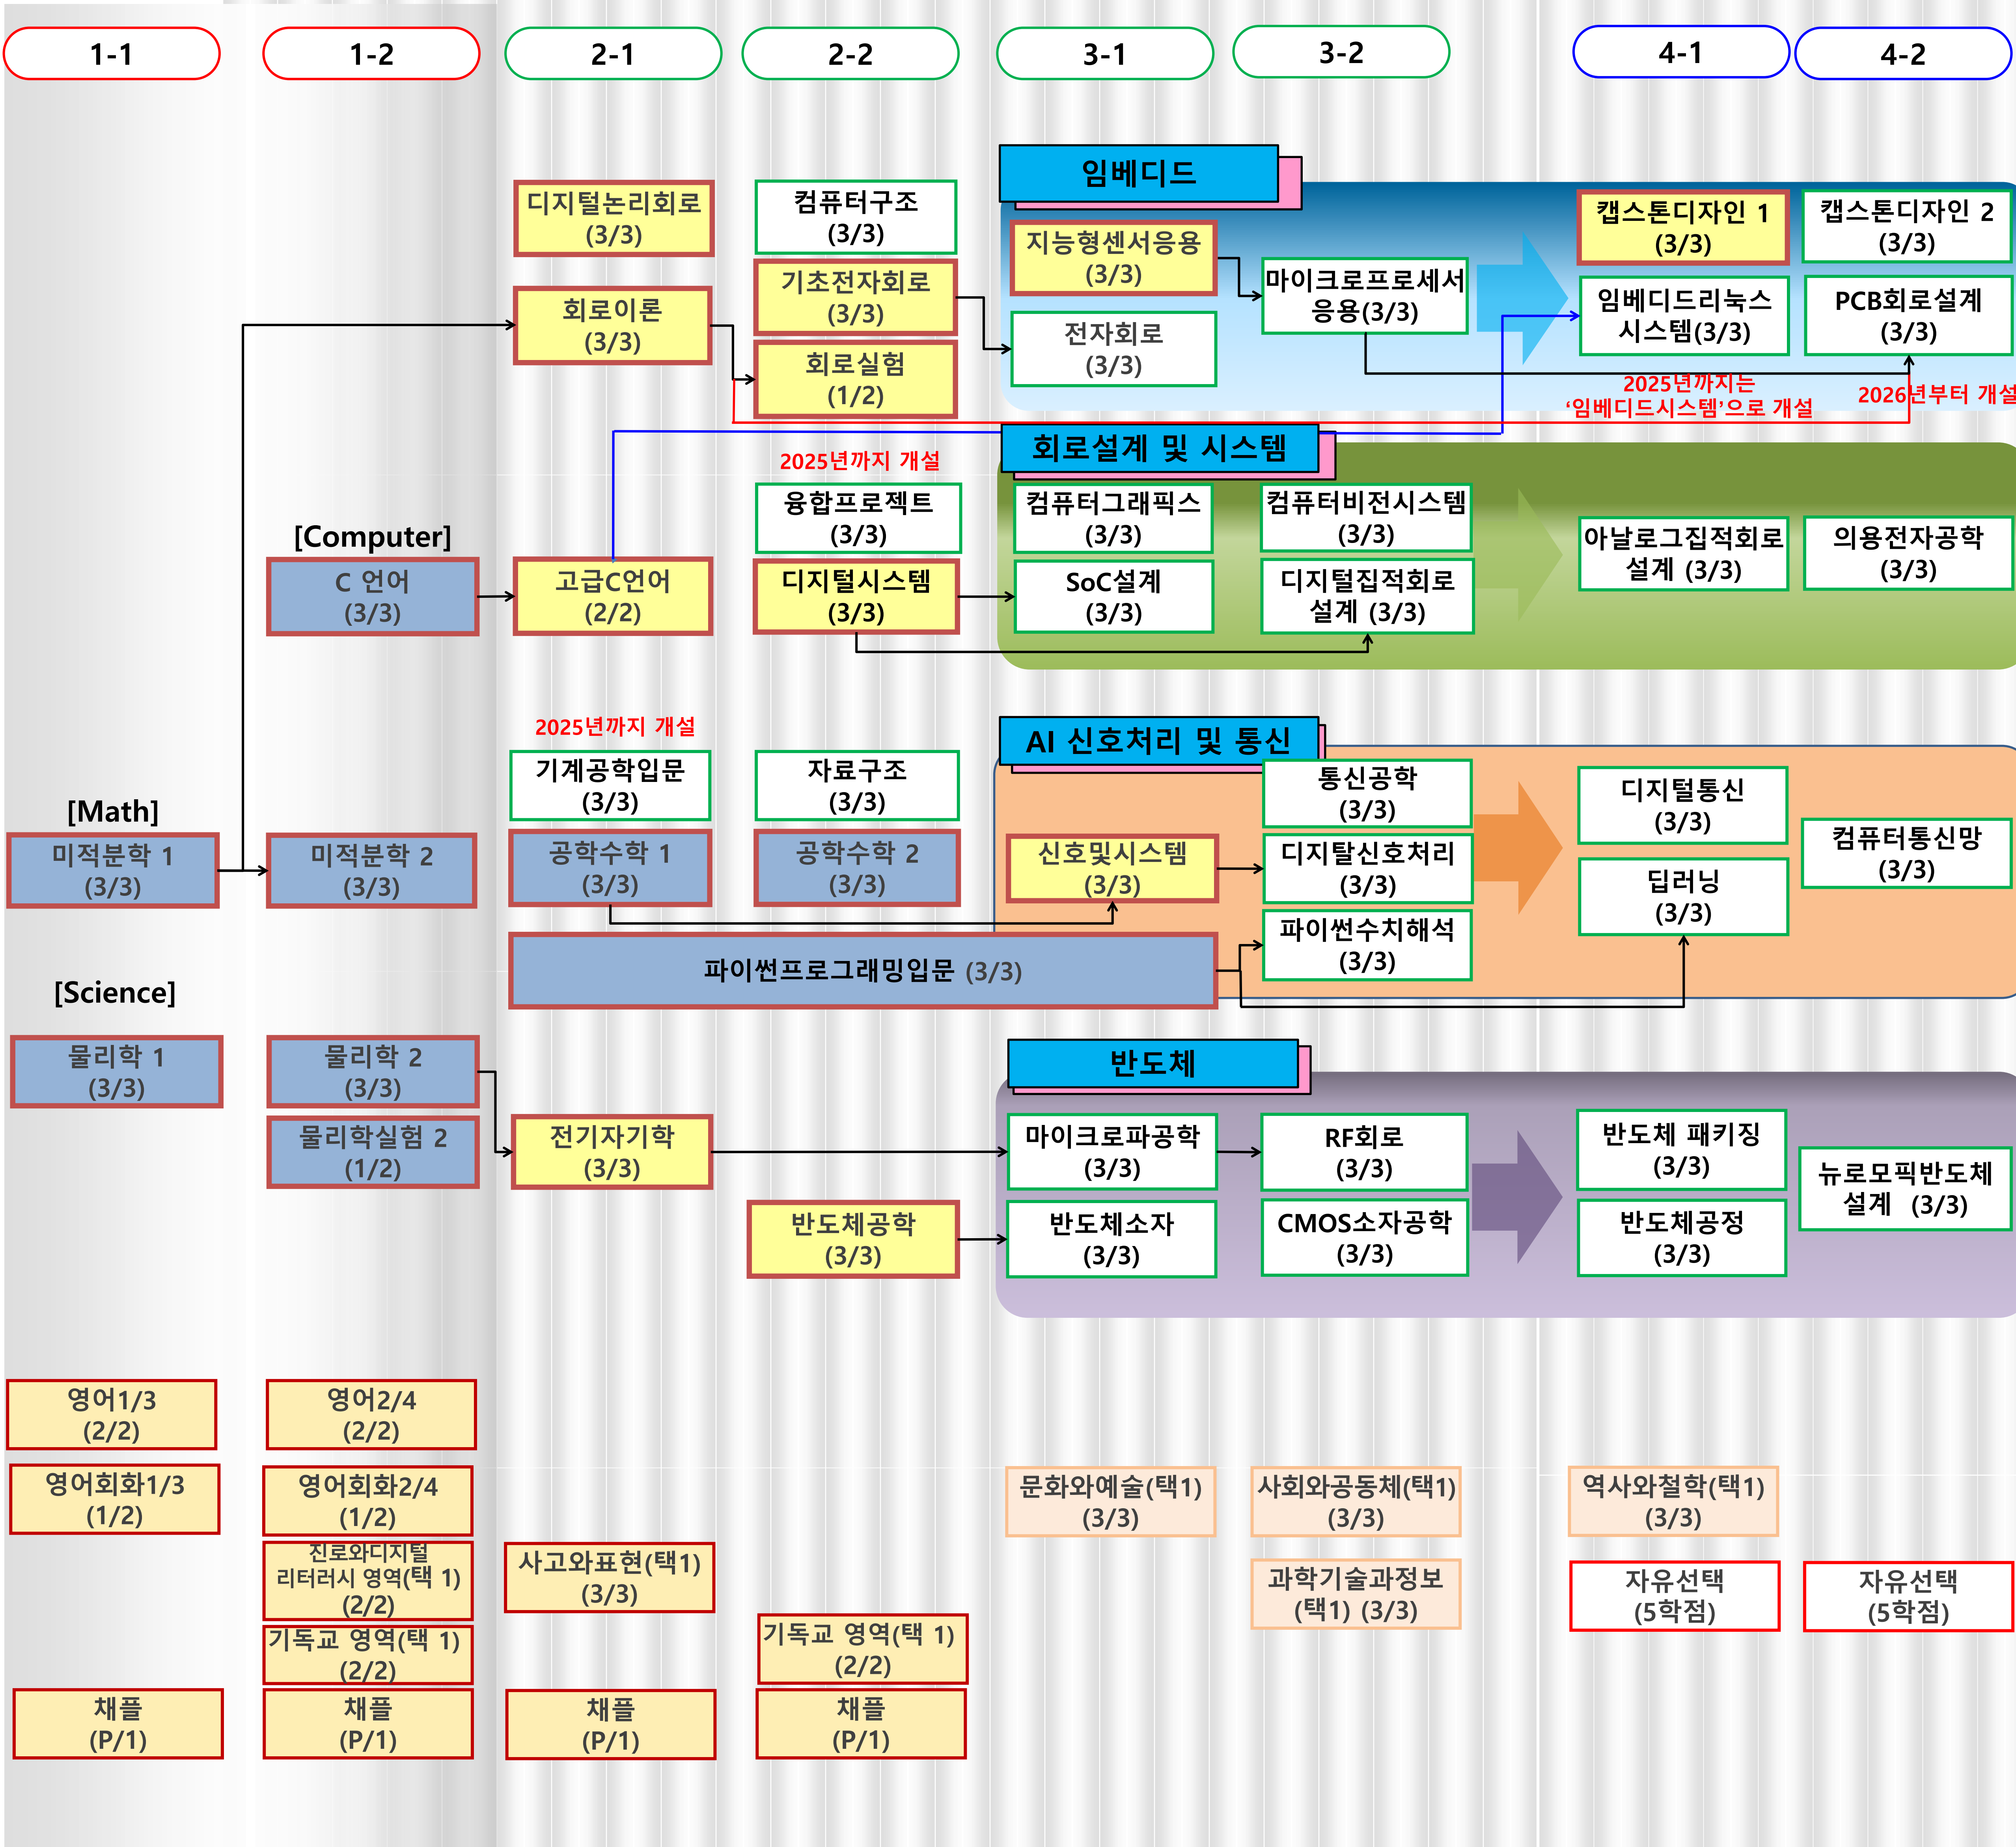 1-1
1-2
2-1
2-2
3-1
3-2
4-1
4-2
임베디드
디지털논리회로
(3/3)
컴퓨터구조
(3/3)
지능형센서응용
(3/3)
캡스톤디자인 1
(3/3)
캡스톤디자인 2
(3/3)
회로이론
(3/3)
기초전자회로
(3/3)
마이크로프로세서
응용(3/3)
임베디드리눅스
시스템(3/3)
PCB회로설계
(3/3)
회로실험
(1/2)
전자회로
(3/3)
2025년까지는
‘임베디드시스템’으로 개설
2026년부터 개설
회로설계 및 시스템
2025년까지 개설
융합프로젝트
(3/3)
컴퓨터그래픽스
(3/3)
컴퓨터비전시스템
(3/3)
아날로그집적회로
설계 (3/3)
의용전자공학
(3/3)
[Computer]
C 언어
(3/3)
고급C언어
(2/2)
디지털시스템
(3/3)
SoC설계
(3/3)
디지털집적회로
설계 (3/3)
2025년까지 개설
AI 신호처리 및 통신
기계공학입문
(3/3)
자료구조
(3/3)
통신공학
(3/3)
디지털통신
(3/3)
컴퓨터통신망
(3/3)
[Math]
미적분학 1
(3/3)
미적분학 2
(3/3)
공학수학 1
(3/3)
공학수학 2
(3/3)
신호및시스템
(3/3)
디지탈신호처리
(3/3)
딥러닝
(3/3)
파이썬프로그래밍입문 (3/3)
파이썬수치해석
(3/3)
[Science]
물리학 1
(3/3)
물리학 2
(3/3)
반도체
물리학실험 2
(1/2)
전기자기학
(3/3)
마이크로파공학
(3/3)
RF회로
(3/3)
반도체 패키징
(3/3)
뉴로모픽반도체
설계 (3/3)
반도체공학
(3/3)
반도체소자
(3/3)
CMOS소자공학
(3/3)
반도체공정
(3/3)
영어1/3
(2/2)
영어2/4
(2/2)
영어회화1/3
(1/2)
영어회화2/4
(1/2)
문화와예술(택1)
(3/3)
사회와공동체(택1)
(3/3)
역사와철학(택1)
(3/3)
진로와디지털
리터러시 영역(택 1)
(2/2)
사고와표현(택1)
(3/3)
과학기술과정보
(택1) (3/3)
자유선택
(5학점)
자유선택
(5학점)
기독교 영역(택 1)
(2/2)
기독교 영역(택 1)
(2/2)
채플
(P/1)
채플
(P/1)
채플
(P/1)
채플
(P/1)